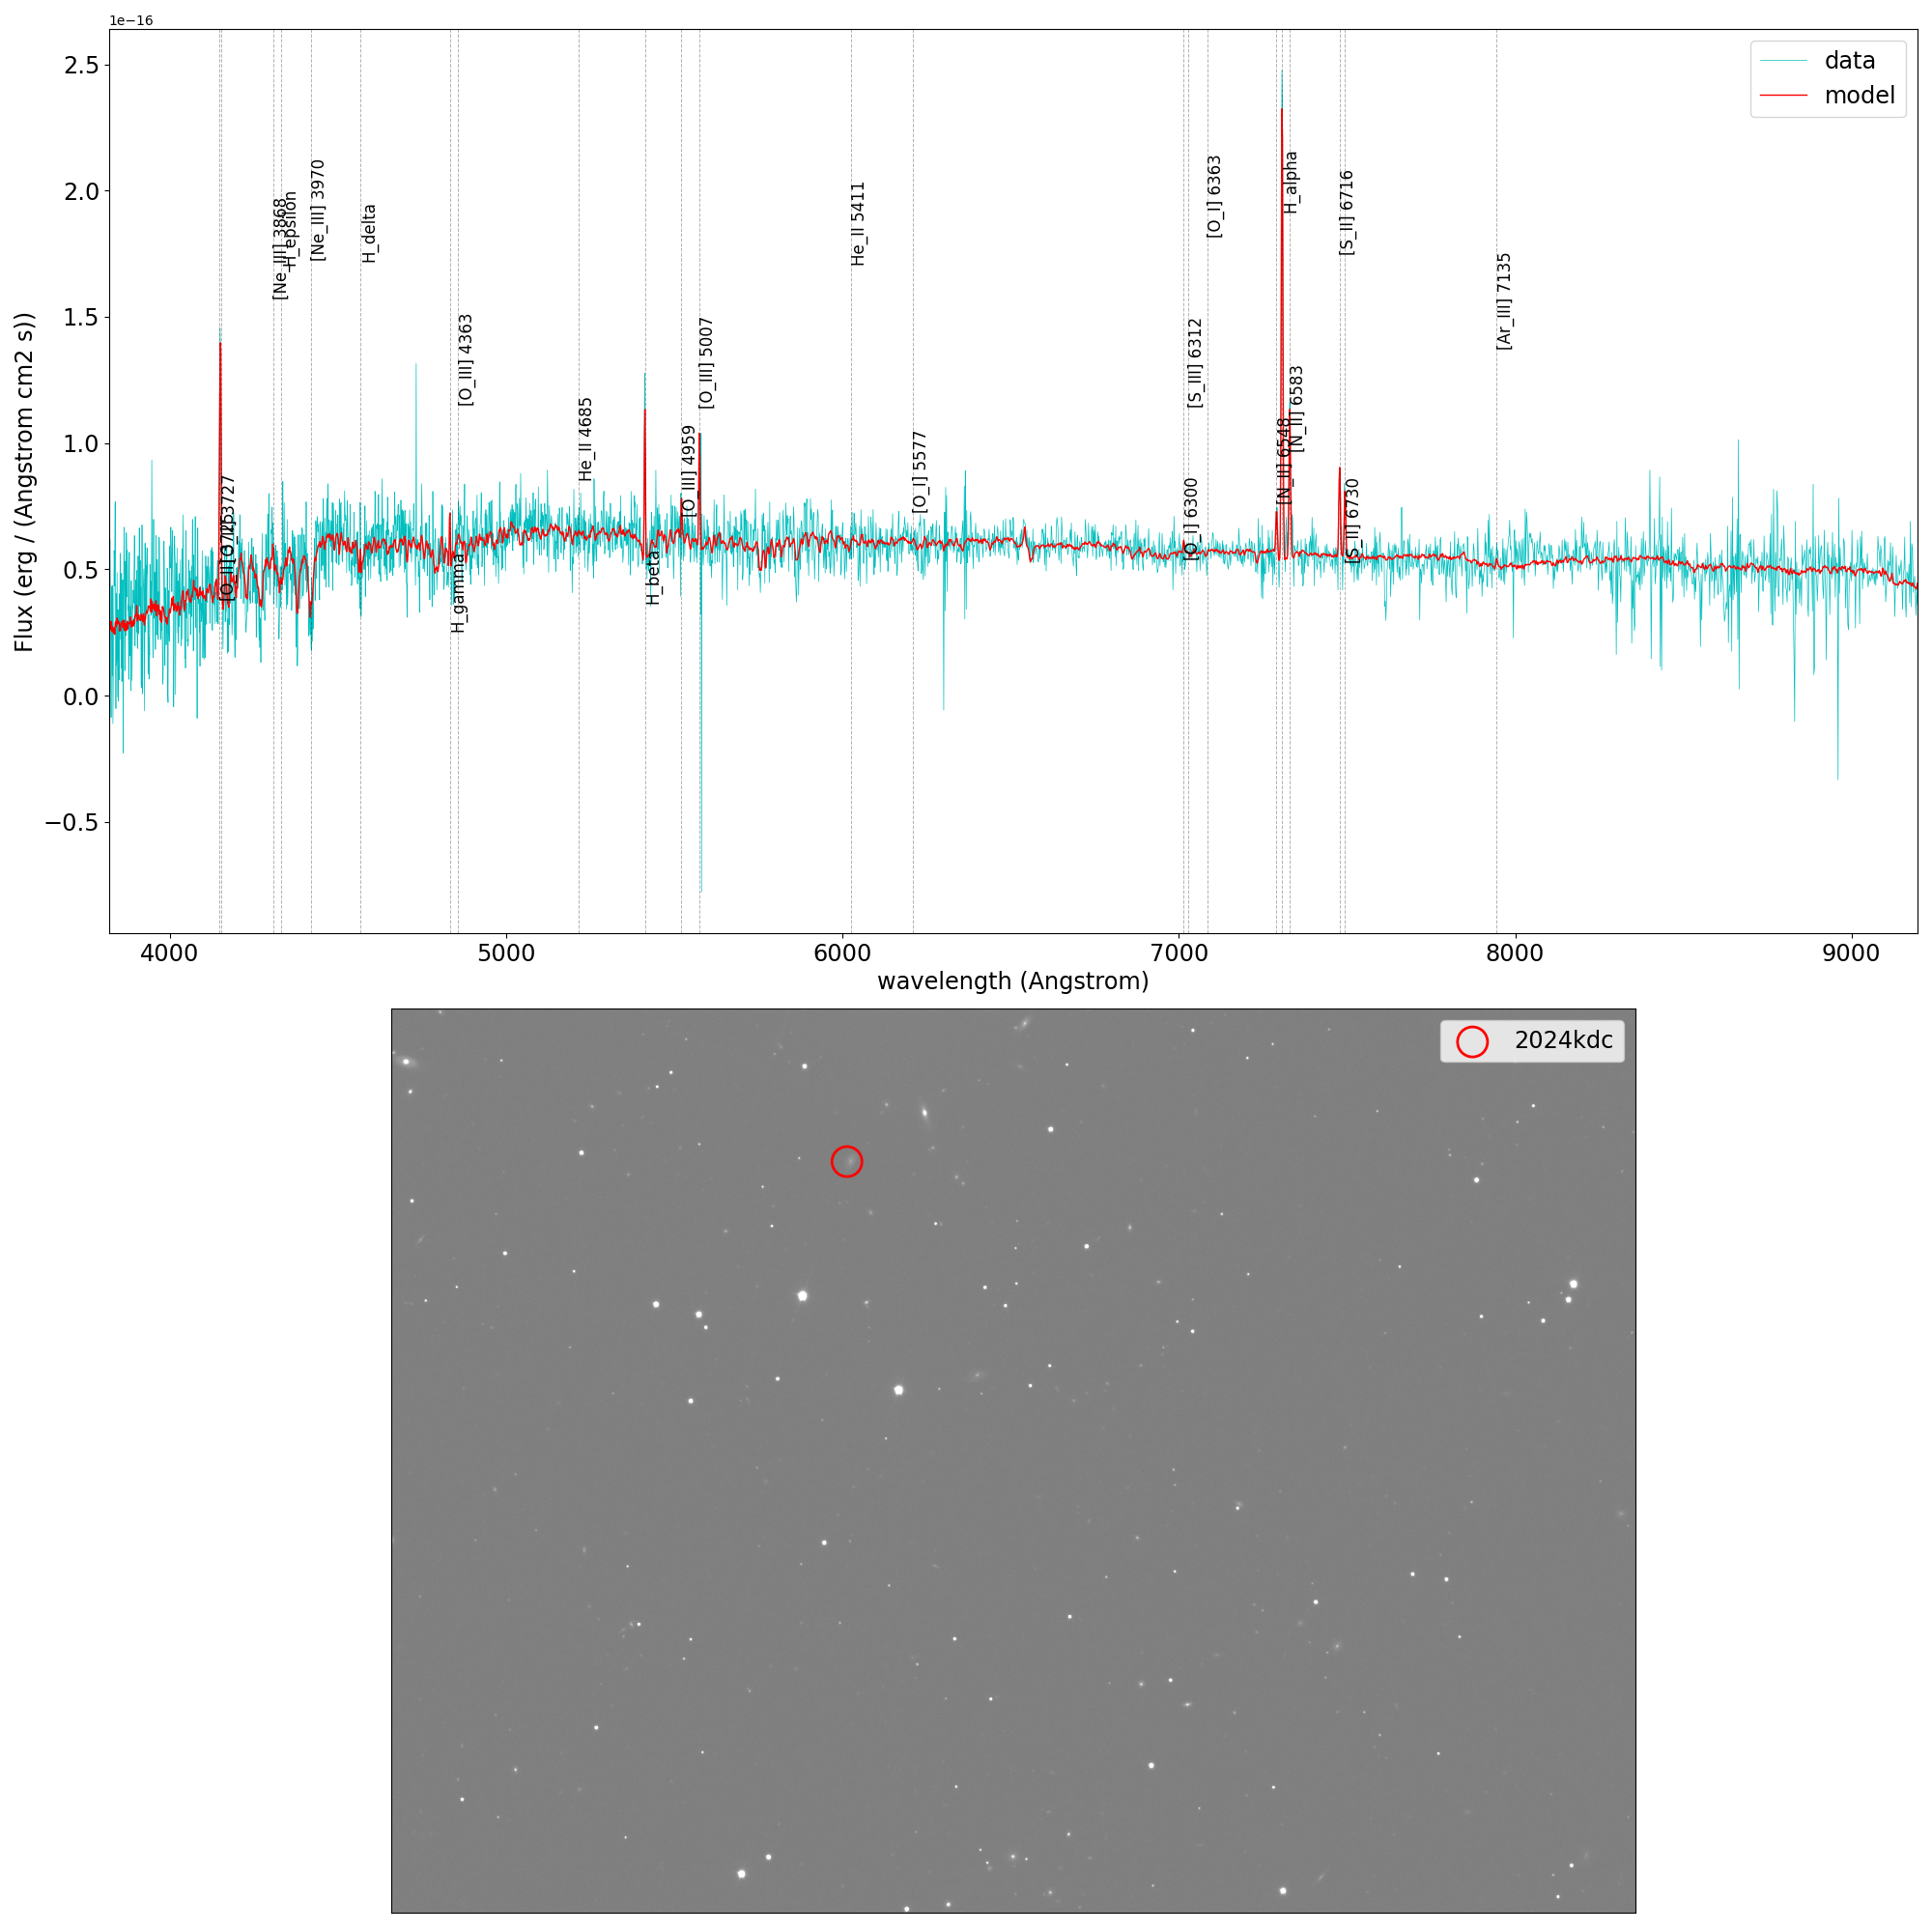 1e−16
data
model
2.5
2.0
1.5
1.0
0.5
0.0
−0.5
Flux (erg / (Angstrom cm2 s))
[O_II] 3727
[Ne_III] 3868
H_epsilon
[Ne_III] 3970
H_delta
H_gamma
[O_III] 4363
He_II 4685
H_beta
[O_III] 4959
[O_III] 5007
He_II 5411
[O_I] 5577
[O_I] 6300
[S_III] 6312
[O_I] 6363
[N_II] 6548
H_alpha
[N_II] 6583
[S_II] 6716
[S_II] 6730
[Ar_III] 7135
4000
5000
6000
7000
8000
9000
wavelength (Angstrom)
2024kdc